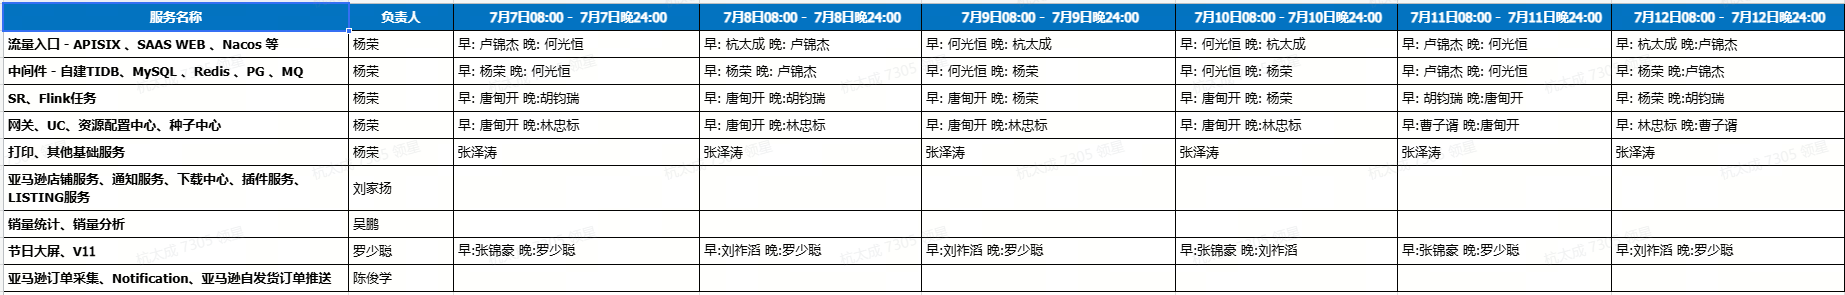 服务名称 负责人 7月7日08:00 - 7月7日晚24:00 7月8日08:00 - 7月8日晚24:00 7月9日08:00 - 7月9日晚24:00 7月10日08:00 - 7月10日晚24:00 7月11日08:00 - 7月11日晚24:00 7月12日08:00 - 7月12日晚24:00
流量入口 - APISIX 、SAAS WEB 、Nacos 等 杨荣 早: 卢锦杰 晚: 何光恒 早: 杭太成 晚: 卢锦杰 早: 何光恒 晚: 杭太成 早: 何光恒 晚: 杭太成 早: 卢锦杰 晚: 何光恒 早: 杭太成 晚:卢锦杰
中间件 - 自建TIDB、MySQL 、Redis 、PG 、MQ 杨荣 早: 杨荣 晚: 何光恒 早: 杨荣 晚: 卢锦杰 早: 何光恒 晚: 杨荣 早: 何光恒 晚: 杨荣 早: 卢锦杰 晚: 何光恒 早: 杨荣 晚:卢锦杰
SR、Flink任务 杨荣 早: 唐甸开 晚:胡钧瑞 早: 唐甸开 晚:胡钧瑞 早: 唐甸开 晚: 杨荣 早: 唐甸开 晚: 杨荣 早: 胡钧瑞 晚:唐甸开 早: 杨荣 晚:胡钧瑞
网关、UC、资源配置中心、种子中心 杨荣 早: 唐甸开 晚:林忠标 早: 唐甸开 晚:林忠标 早: 唐甸开 晚:林忠标 早: 唐甸开 晚:林忠标 早:曹子谞 晚:唐甸开 早: 林忠标 晚:曹子谞
打印、其他基础服务 杨荣 张泽涛 张泽涛 张泽涛 张泽涛 张泽涛 张泽涛
亚马逊店铺服务、通知服务、下载中心、插件服务、
LISTING服务 刘家扬
销量统计、销量分析 吴鹏
节日大屏、V11 罗少聪 早:张锦豪 晚:罗少聪 早:刘祚滔 晚:罗少聪 早:刘祚滔 晚:罗少聪 早:张锦豪 晚:刘祚滔 早:张锦豪 晚:罗少聪 早:刘祚滔 晚:罗少聪
亚马逊订单采集、Notification、亚马逊自发货订单推送 陈俊学
杭太成 7305 领星